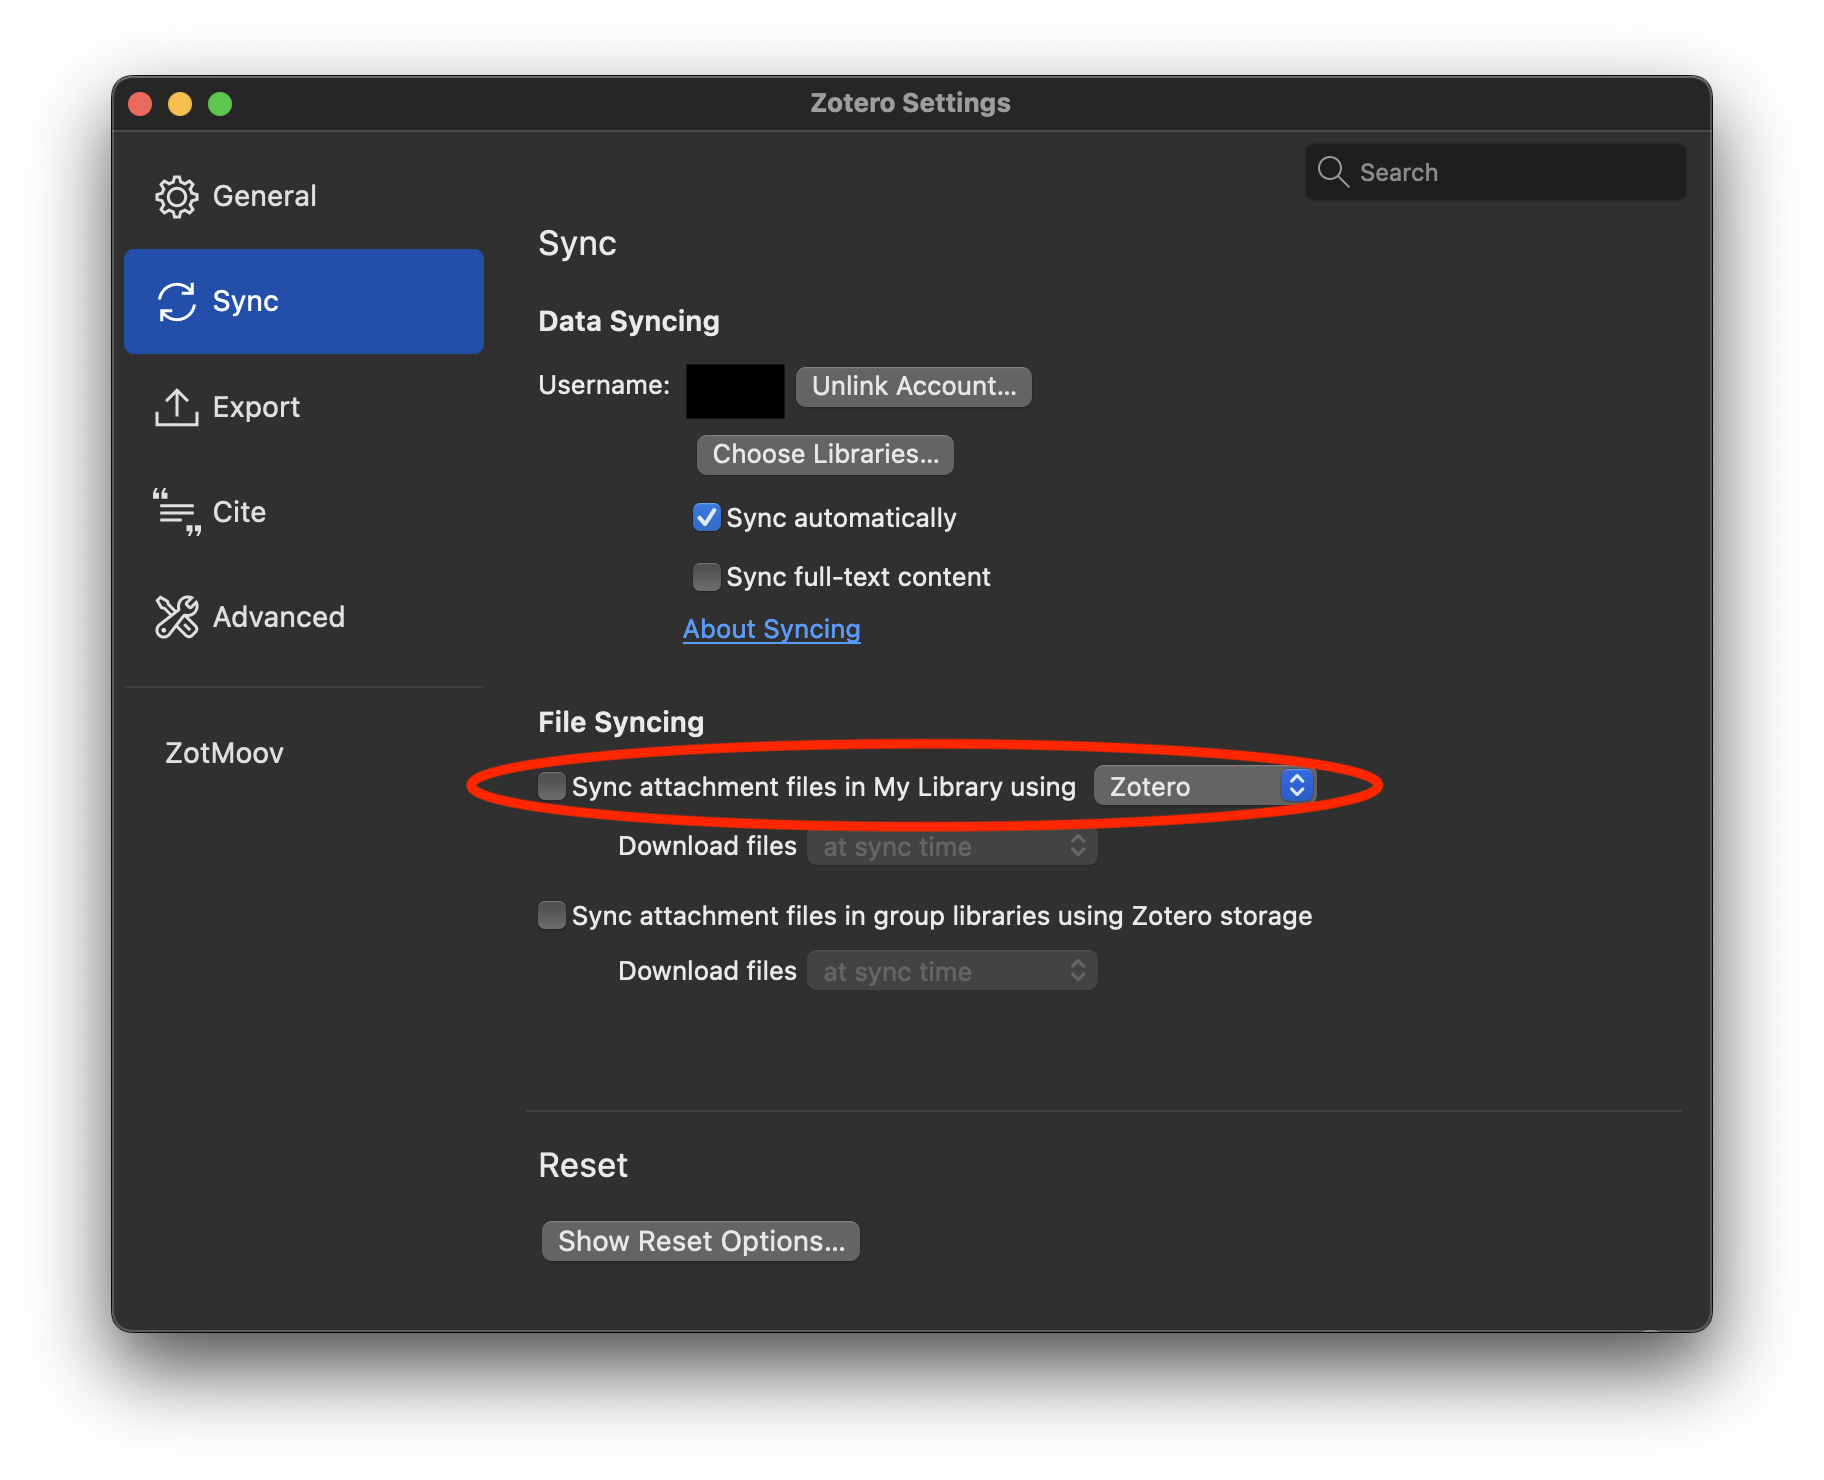 Zotero Settings
Search
General
Sync
Export
Cite
Advanced
ZotMoov
Sync
Data Syncing
Username: Unlink Account...
Choose Libraries...
Sync automatically
Sync full-text content
About Syncing
File Syncing
Sync attachment files in My Library using Zotero
Download files at sync time
Sync attachment files in group libraries using Zotero storage
Download files at sync time
Reset
Show Reset Options...